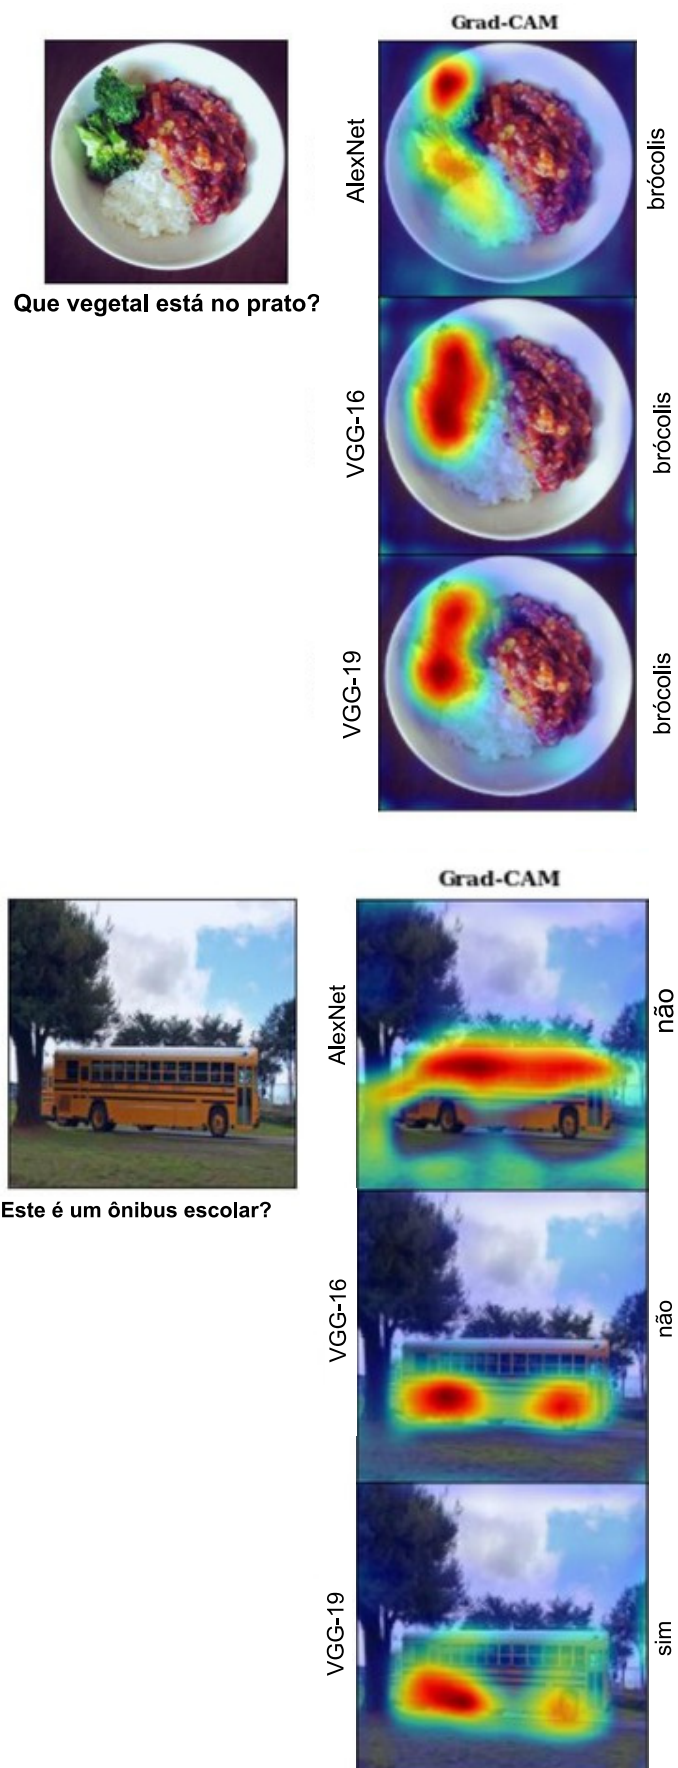 Grad-CAM
AlexNet
brócolis
Que vegetal está no prato?
VGG-16
brócolis
VGG-19
brócolis
Grad-CAM
AlexNet
não
Este é um ônibus escolar?
VGG-16
não
VGG-19
sim